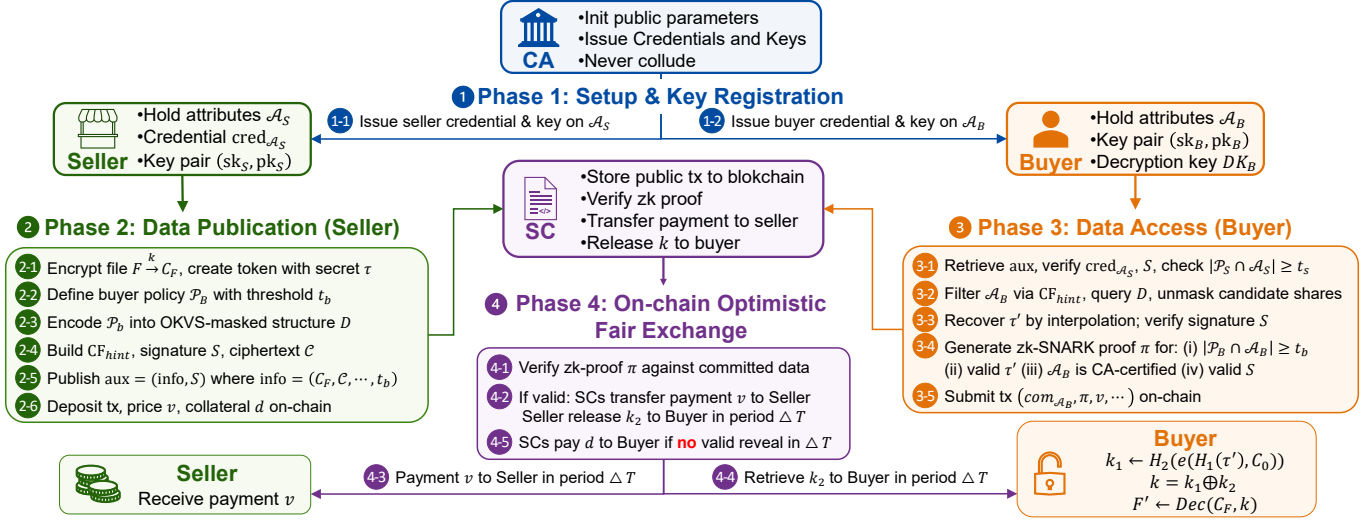 •Init public parameters
•Issue Credentials and Keys
•Never collude
CA
1 Phase 1: Setup & Key Registration
1-1 Issue seller credential & key on 𝒜_S
1-2 Issue buyer credential & key on 𝒜_B
Seller
•Hold attributes 𝒜_S
•Credential cred_{𝒜_S}
•Key pair (sk_S, pk_S)
Buyer
•Hold attributes 𝒜_B
•Key pair (sk_B, pk_B)
•Decryption key DK_B
SC
•Store public tx to blokchain
•Verify zk proof
•Transfer payment to seller
•Release k to buyer
2 Phase 2: Data Publication (Seller)
2-1 Encrypt file F →^k C_F, create token with secret τ
2-2 Define buyer policy 𝒫_B with threshold t_b
2-3 Encode 𝒫_b into OKVS-masked structure D
2-4 Build CF_{hint}, signature S, ciphertext 𝒞
2-5 Publish aux = (info, S) where info = (C_F, 𝒞, ⋯, t_b)
2-6 Deposit tx, price v, collateral d on-chain
3 Phase 3: Data Access (Buyer)
3-1 Retrieve aux, verify cred_{𝒜_S}, S, check |𝒫_S ∩ 𝒜_S| ≥ t_s
3-2 Filter 𝒜_B via CF_{hint}, query D, unmask candidate shares
3-3 Recover τ′ by interpolation; verify signature S
3-4 Generate zk-SNARK proof π for: (i) |𝒫_B ∩ 𝒜_B| ≥ t_b
(ii) valid τ′ (iii) 𝒜_B is CA-certified (iv) valid S
3-5 Submit tx (com_{𝒜_B}, π, v, ⋯) on-chain
4 Phase 4: On-chain Optimistic
Fair Exchange
4-1 Verify zk-proof π against committed data
4-2 If valid: SCs transfer payment v to Seller
Seller release k_2 to Buyer in period △T
4-5 SCs pay d to Buyer if no valid reveal in △T
4-3 Payment v to Seller in period △T
4-4 Retrieve k_2 to Buyer in period △T
Seller
Receive payment v
Buyer
k_1 ← H_2(e(H_1(τ′), C_0))
k = k_1⊕k_2
F′ ← Dec(C_F, k)